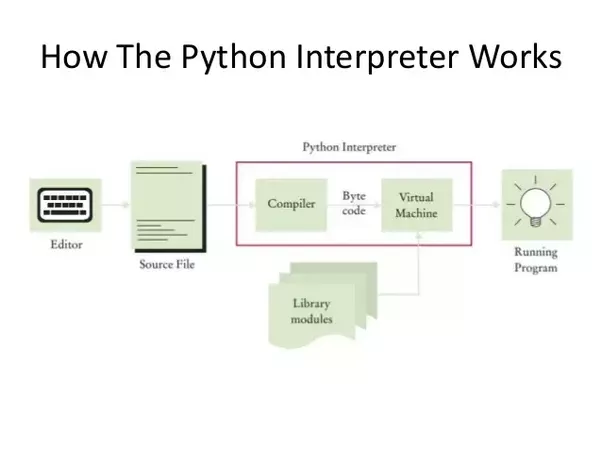 How The Python Interpreter Works
Python Interpreter
Compiler
Byte
code
Virtual
Machine
Editor
Source File
Library
modules
Running
Program